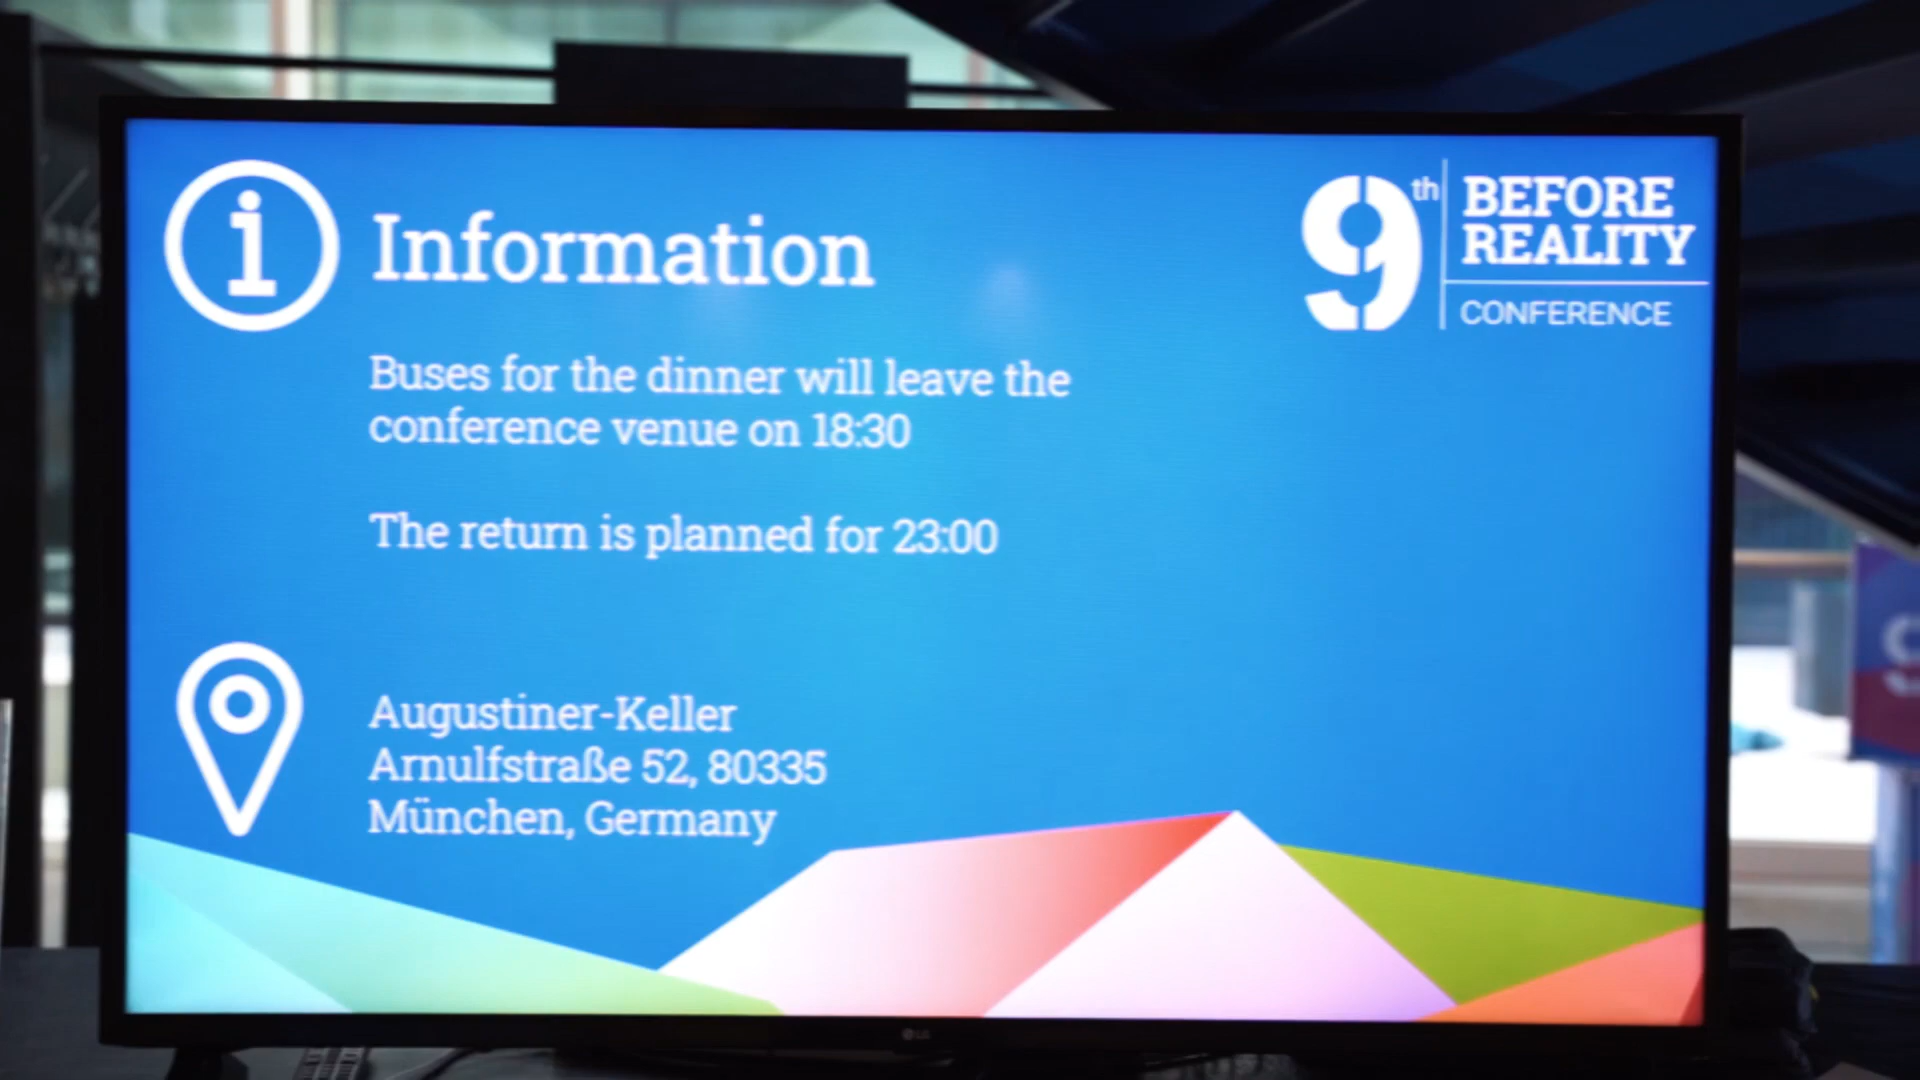 Information
9th
BEFORE
REALITY
CONFERENCE
Buses for the dinner will leave the
conference venue on 18:30
The return is planned for 23:00
Augustiner-Keller
Arnulfstraße 52, 80335
München, Germany
LG